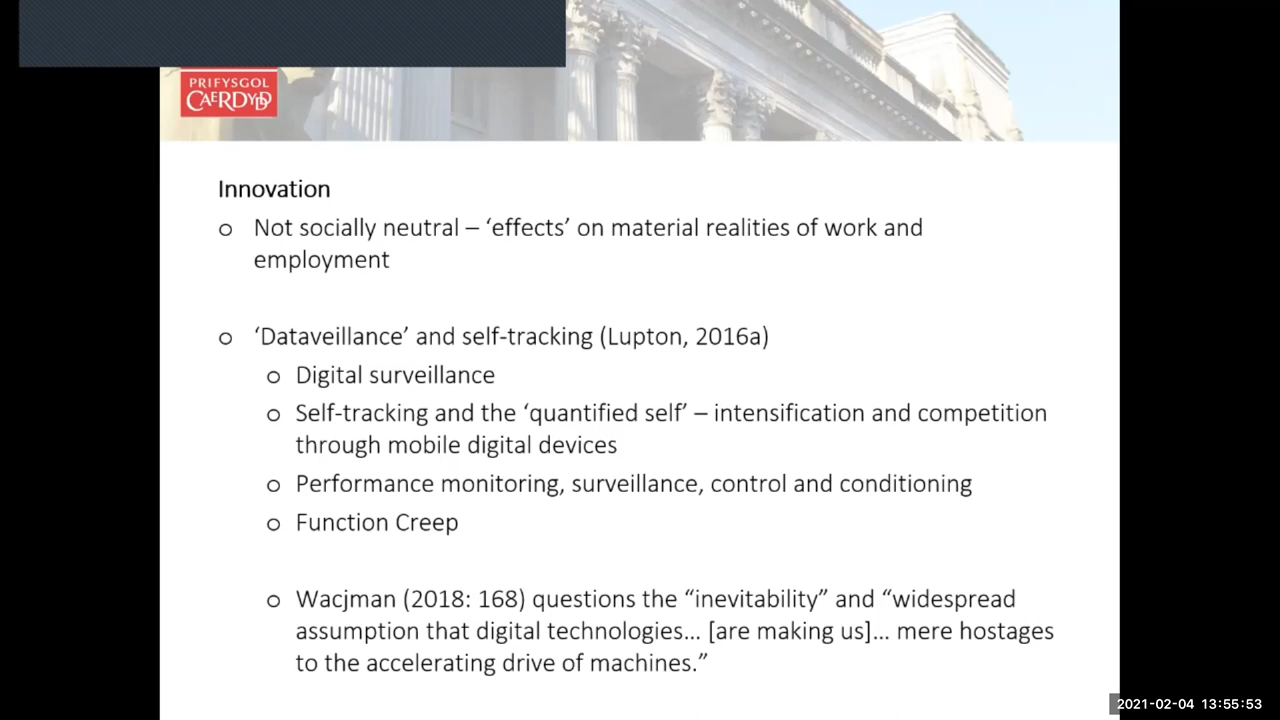 PRIFYSGOL
CAERDYDD
Innovation
o Not socially neutral – ‘effects’ on material realities of work and
employment
o ‘Dataveillance’ and self-tracking (Lupton, 2016a)
o Digital surveillance
o Self-tracking and the ‘quantified self’ – intensification and competition
through mobile digital devices
o Performance monitoring, surveillance, control and conditioning
o Function Creep
o Wacjman (2018: 168) questions the “inevitability” and “widespread
assumption that digital technologies... [are making us]... mere hostages
to the accelerating drive of machines.”
2021-02-04 13:55:53